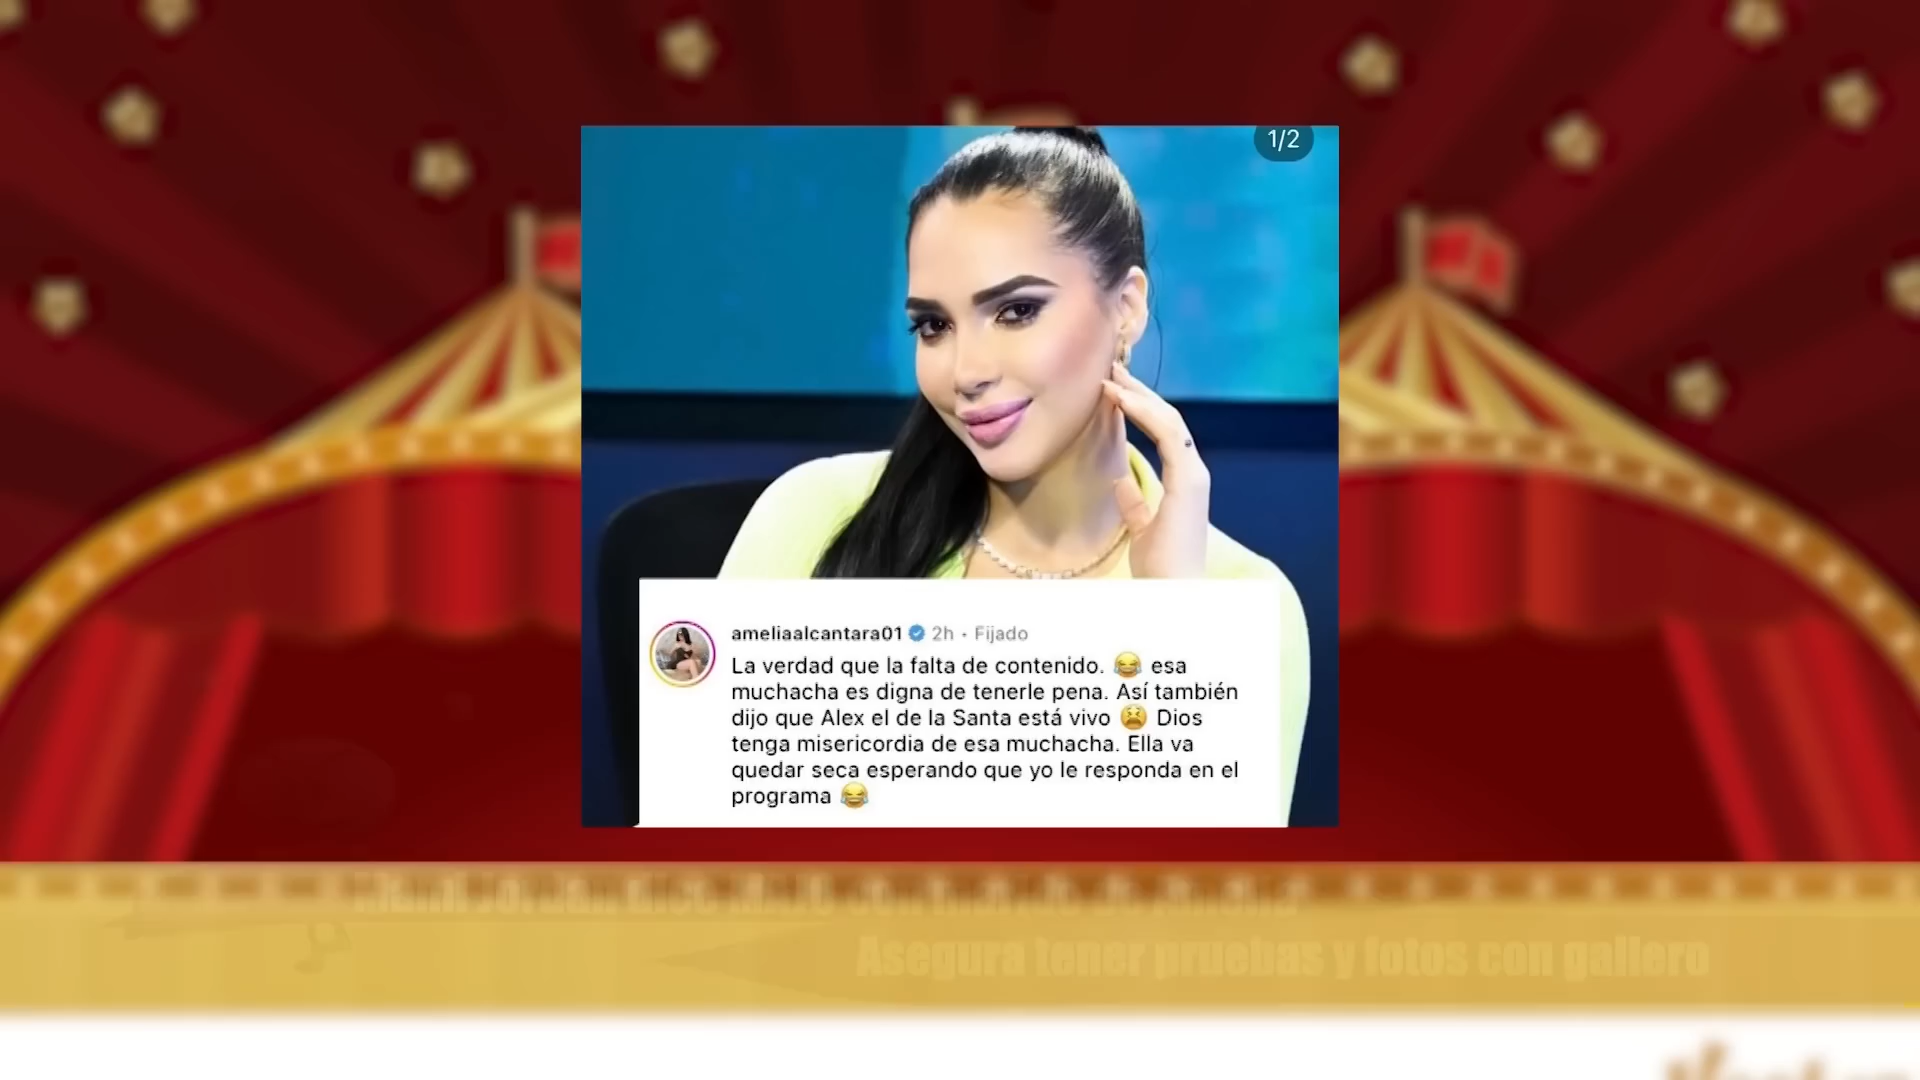 1/2
ameliaalcantara01 2h · Fijado
La verdad que la falta de contenido. 😂 esa
muchacha es digna de tenerle pena. Así también
dijo que Alex el de la Santa está vivo 😫 Dios
tenga misericordia de esa muchacha. Ella va
quedar seca esperando que yo le responda en el
programa 😂
Asegura tener pruebas y fotos con gallero